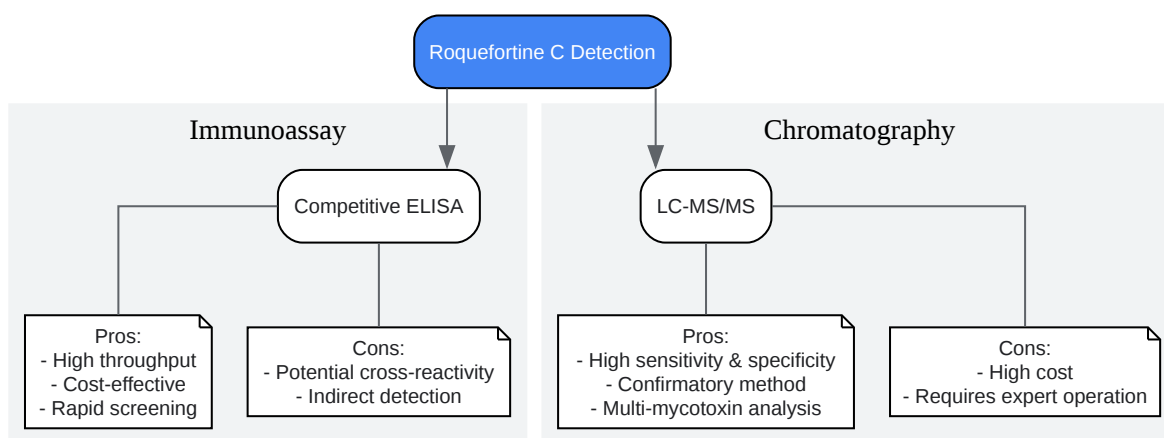 Roquefortine C Detection
Immunoassay
Chromatography
Competitive ELISA
LC-MS/MS
Pros:
- High throughput
- Cost-effective
- Rapid screening
Cons:
- Potential cross-reactivity
- Indirect detection
Pros:
- High sensitivity & specificity
- Confirmatory method
- Multi-mycotoxin analysis
Cons:
- High cost
- Requires expert operation